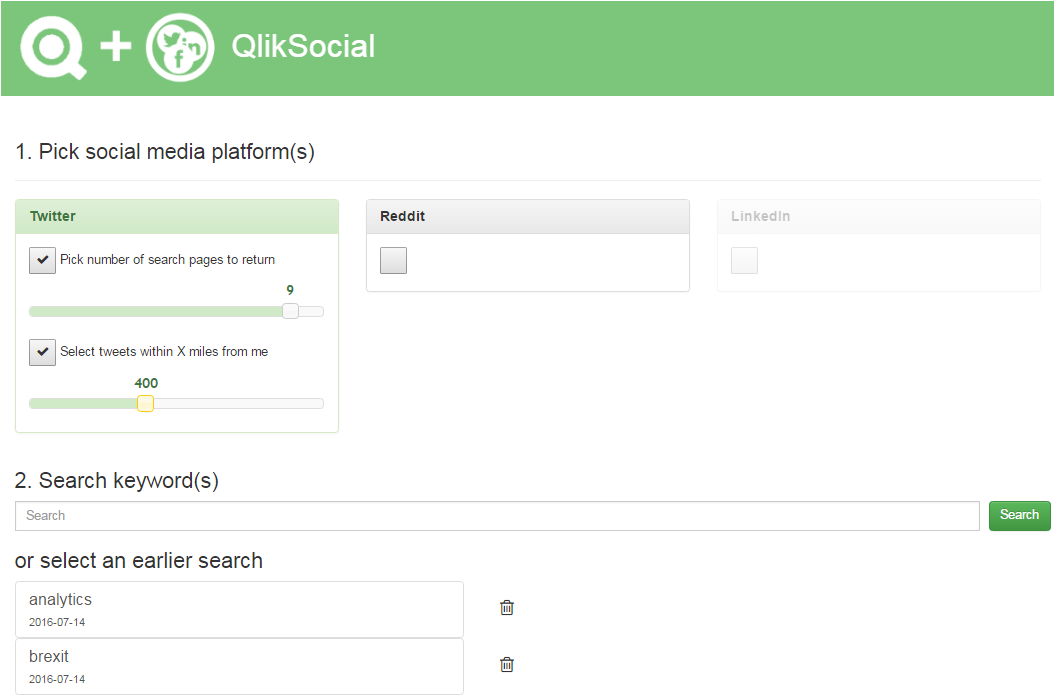 QlikSocial
1. Pick social media platform(s)
Twitter
Pick number of search pages to return
9
Select tweets within X miles from me
400
Reddit
LinkedIn
2. Search keyword(s)
Search
Search
or select an earlier search
analytics
2016-07-14
brexit
2016-07-14